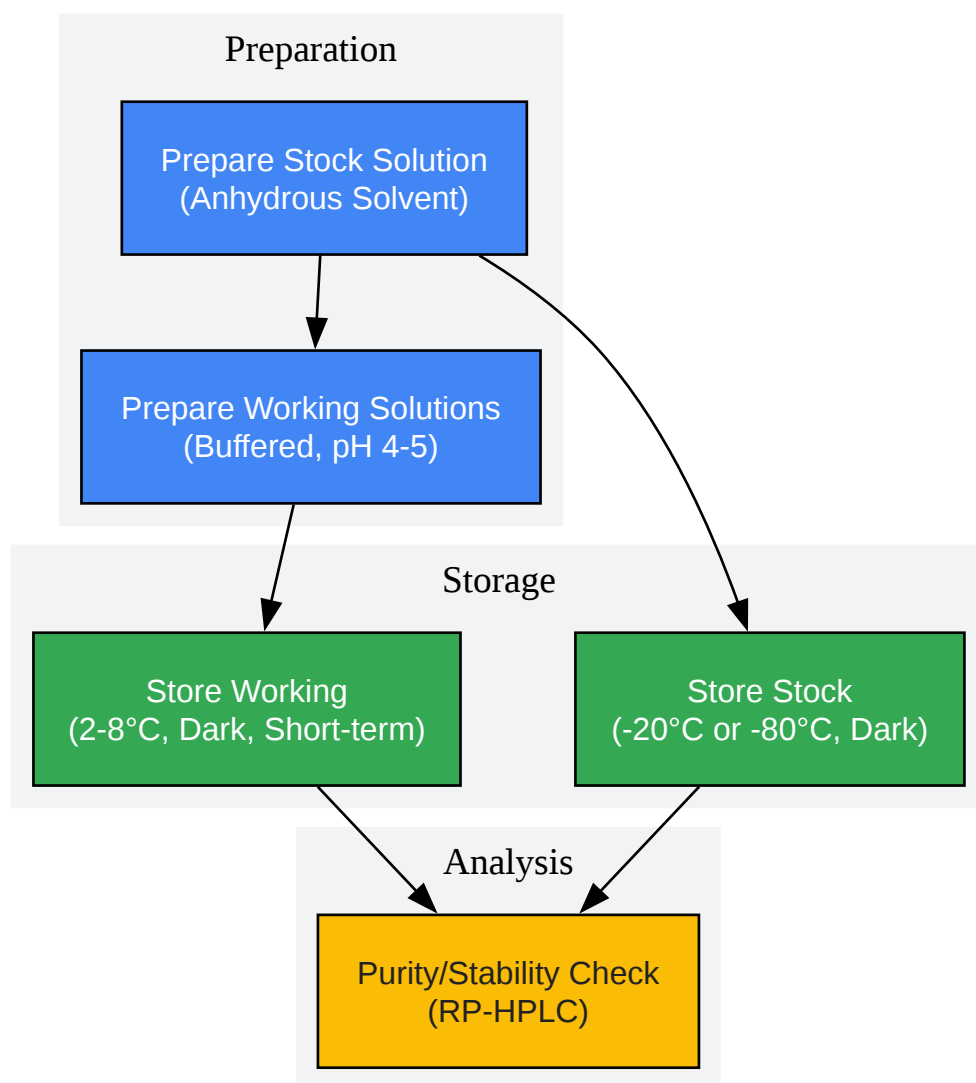 Preparation
Prepare Stock Solution
(Anhydrous Solvent)
Prepare Working Solutions
(Buffered, pH 4-5)
Storage
Store Working
(2-8°C, Dark, Short-term)
Store Stock
(-20°C or -80°C, Dark)
Analysis
Purity/Stability Check
(RP-HPLC)